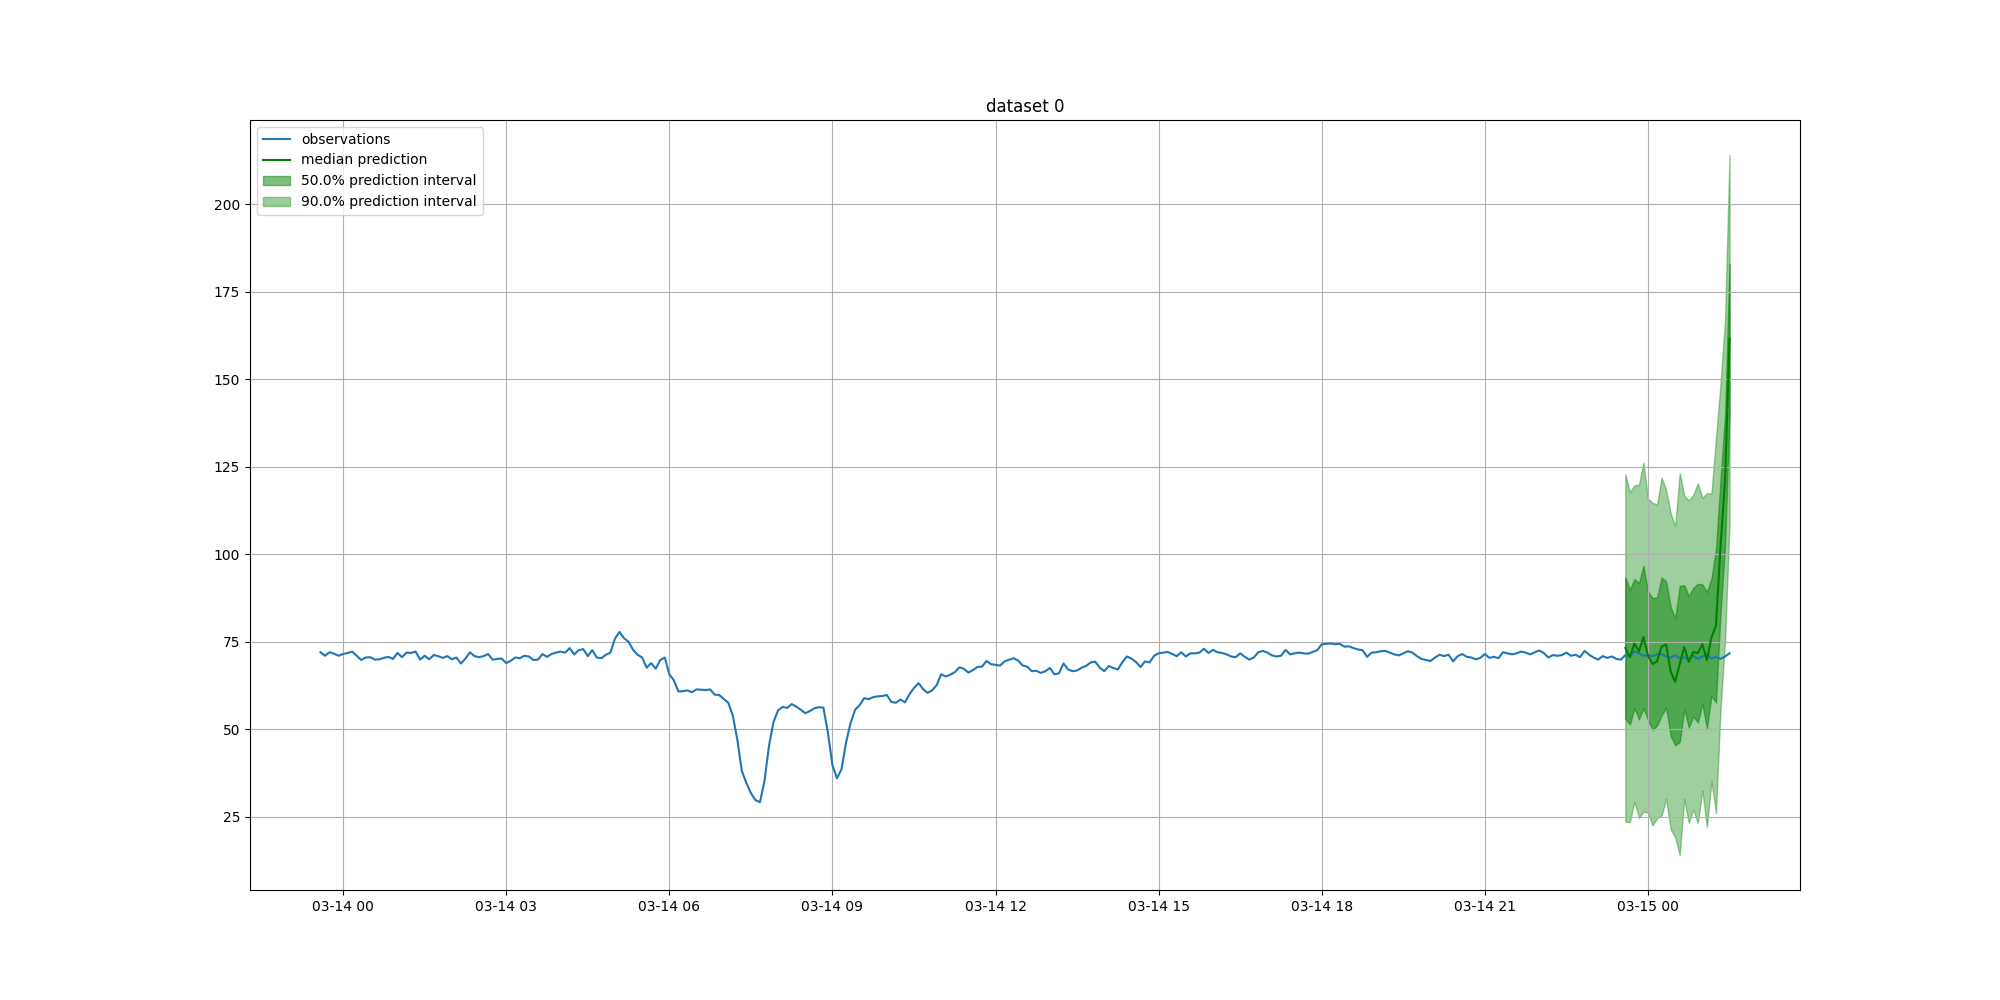 dataset 0
observations
median prediction
50.0% prediction interval
90.0% prediction interval
200
175
150
125
100
75
50
25
03-14 00 03-14 03 03-14 06 03-14 09 03-14 12 03-14 15 03-14 18 03-14 21 03-15 00